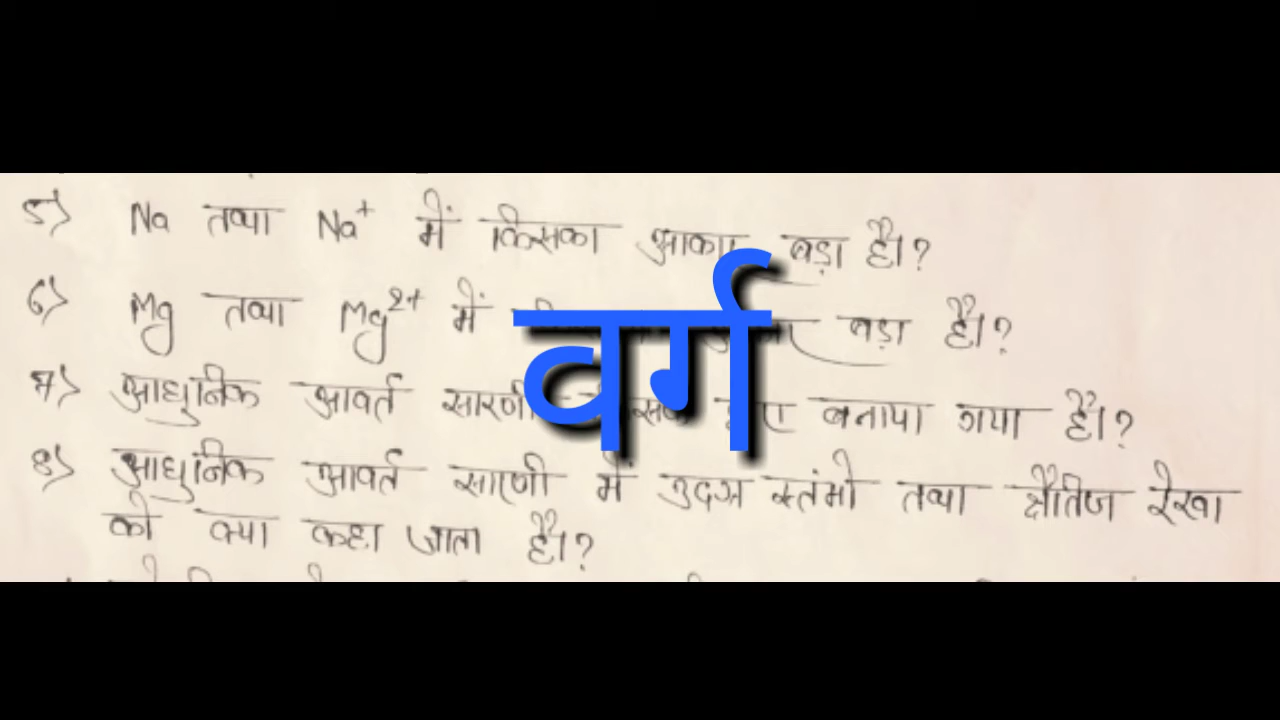 5) Na तथा Na⁺ में किसका आकार बड़ा है।?
6) Mg तथा Mg²⁺ में बड़ा है।?
वर्ग
7) आधुनिक आवर्त सारणी बनाया गया है।?
8) आधुनिक आवर्त सारणी में उदग्र स्तंभो तथा क्षैतिज रेखा
को क्या कहा जाता है।?